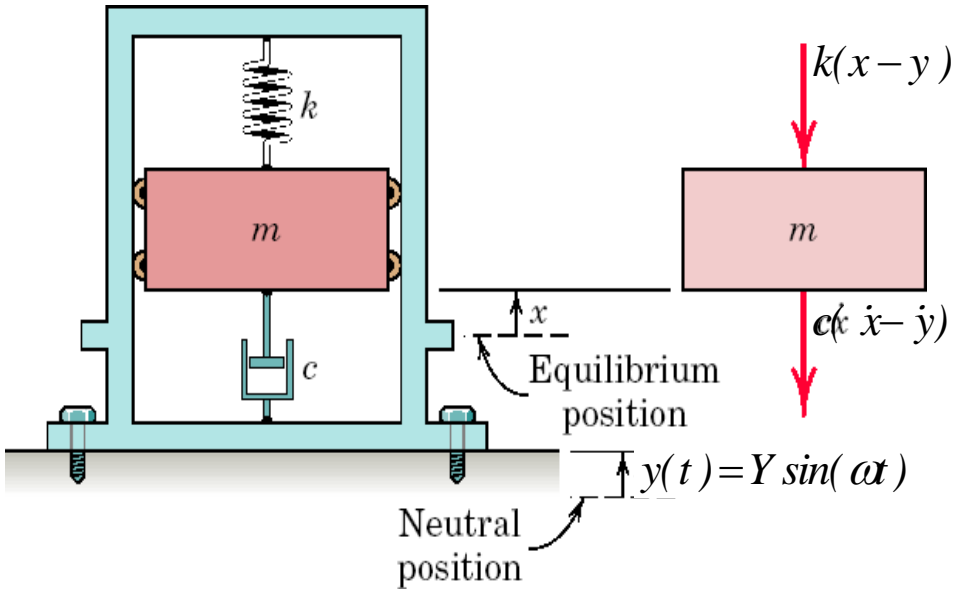 k(x − y)
k
m
m
x
c(ẋ − ẏ)
c
Equilibrium
position
y(t) = Y sin(ωt)
Neutral
position